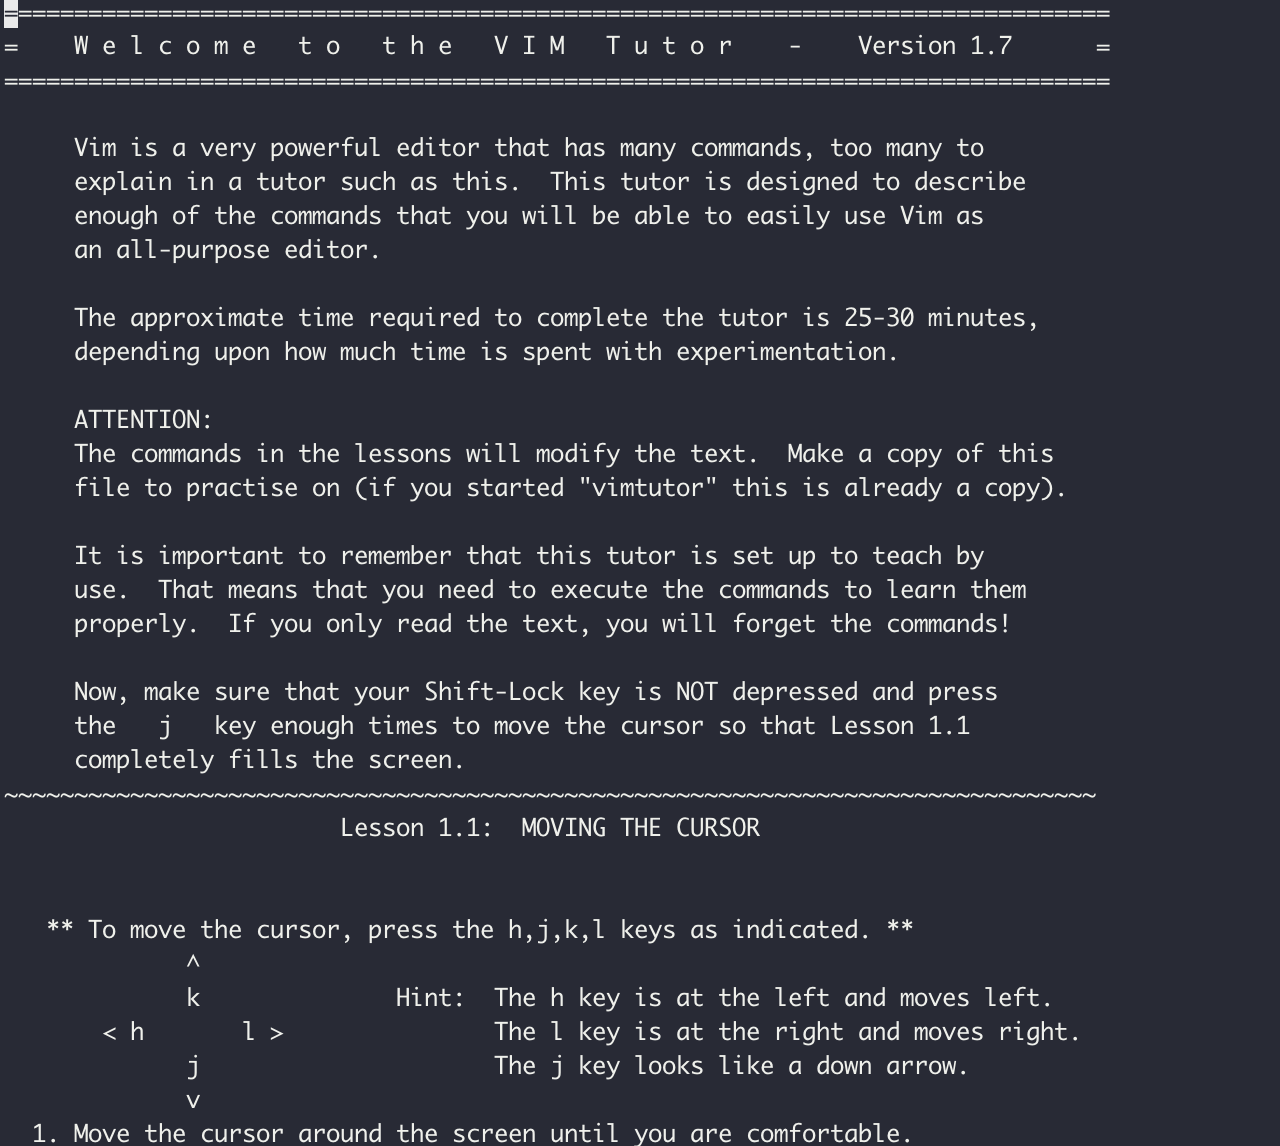 ===============================================================================
=    W e l c o m e   t o   t h e   V I M   T u t o r    -    Version 1.7      =
===============================================================================

     Vim is a very powerful editor that has many commands, too many to
     explain in a tutor such as this.  This tutor is designed to describe
     enough of the commands that you will be able to easily use Vim as
     an all-purpose editor.

     The approximate time required to complete the tutor is 25-30 minutes,
     depending upon how much time is spent with experimentation.

     ATTENTION:
     The commands in the lessons will modify the text.  Make a copy of this
     file to practise on (if you started "vimtutor" this is already a copy).

     It is important to remember that this tutor is set up to teach by
     use.  That means that you need to execute the commands to learn them
     properly.  If you only read the text, you will forget the commands!

     Now, make sure that your Shift-Lock key is NOT depressed and press
     the   j   key enough times to move the cursor so that Lesson 1.1
     completely fills the screen.
~~~~~~~~~~~~~~~~~~~~~~~~~~~~~~~~~~~~~~~~~~~~~~~~~~~~~~~~~~~~~~~~~~~~~~~~~~~~~~
                        Lesson 1.1:  MOVING THE CURSOR


   ** To move the cursor, press the h,j,k,l keys as indicated. **
             ^
             k              Hint:  The h key is at the left and moves left.
       < h       l >               The l key is at the right and moves right.
             j                     The j key looks like a down arrow.
             v
  1. Move the cursor around the screen until you are comfortable.